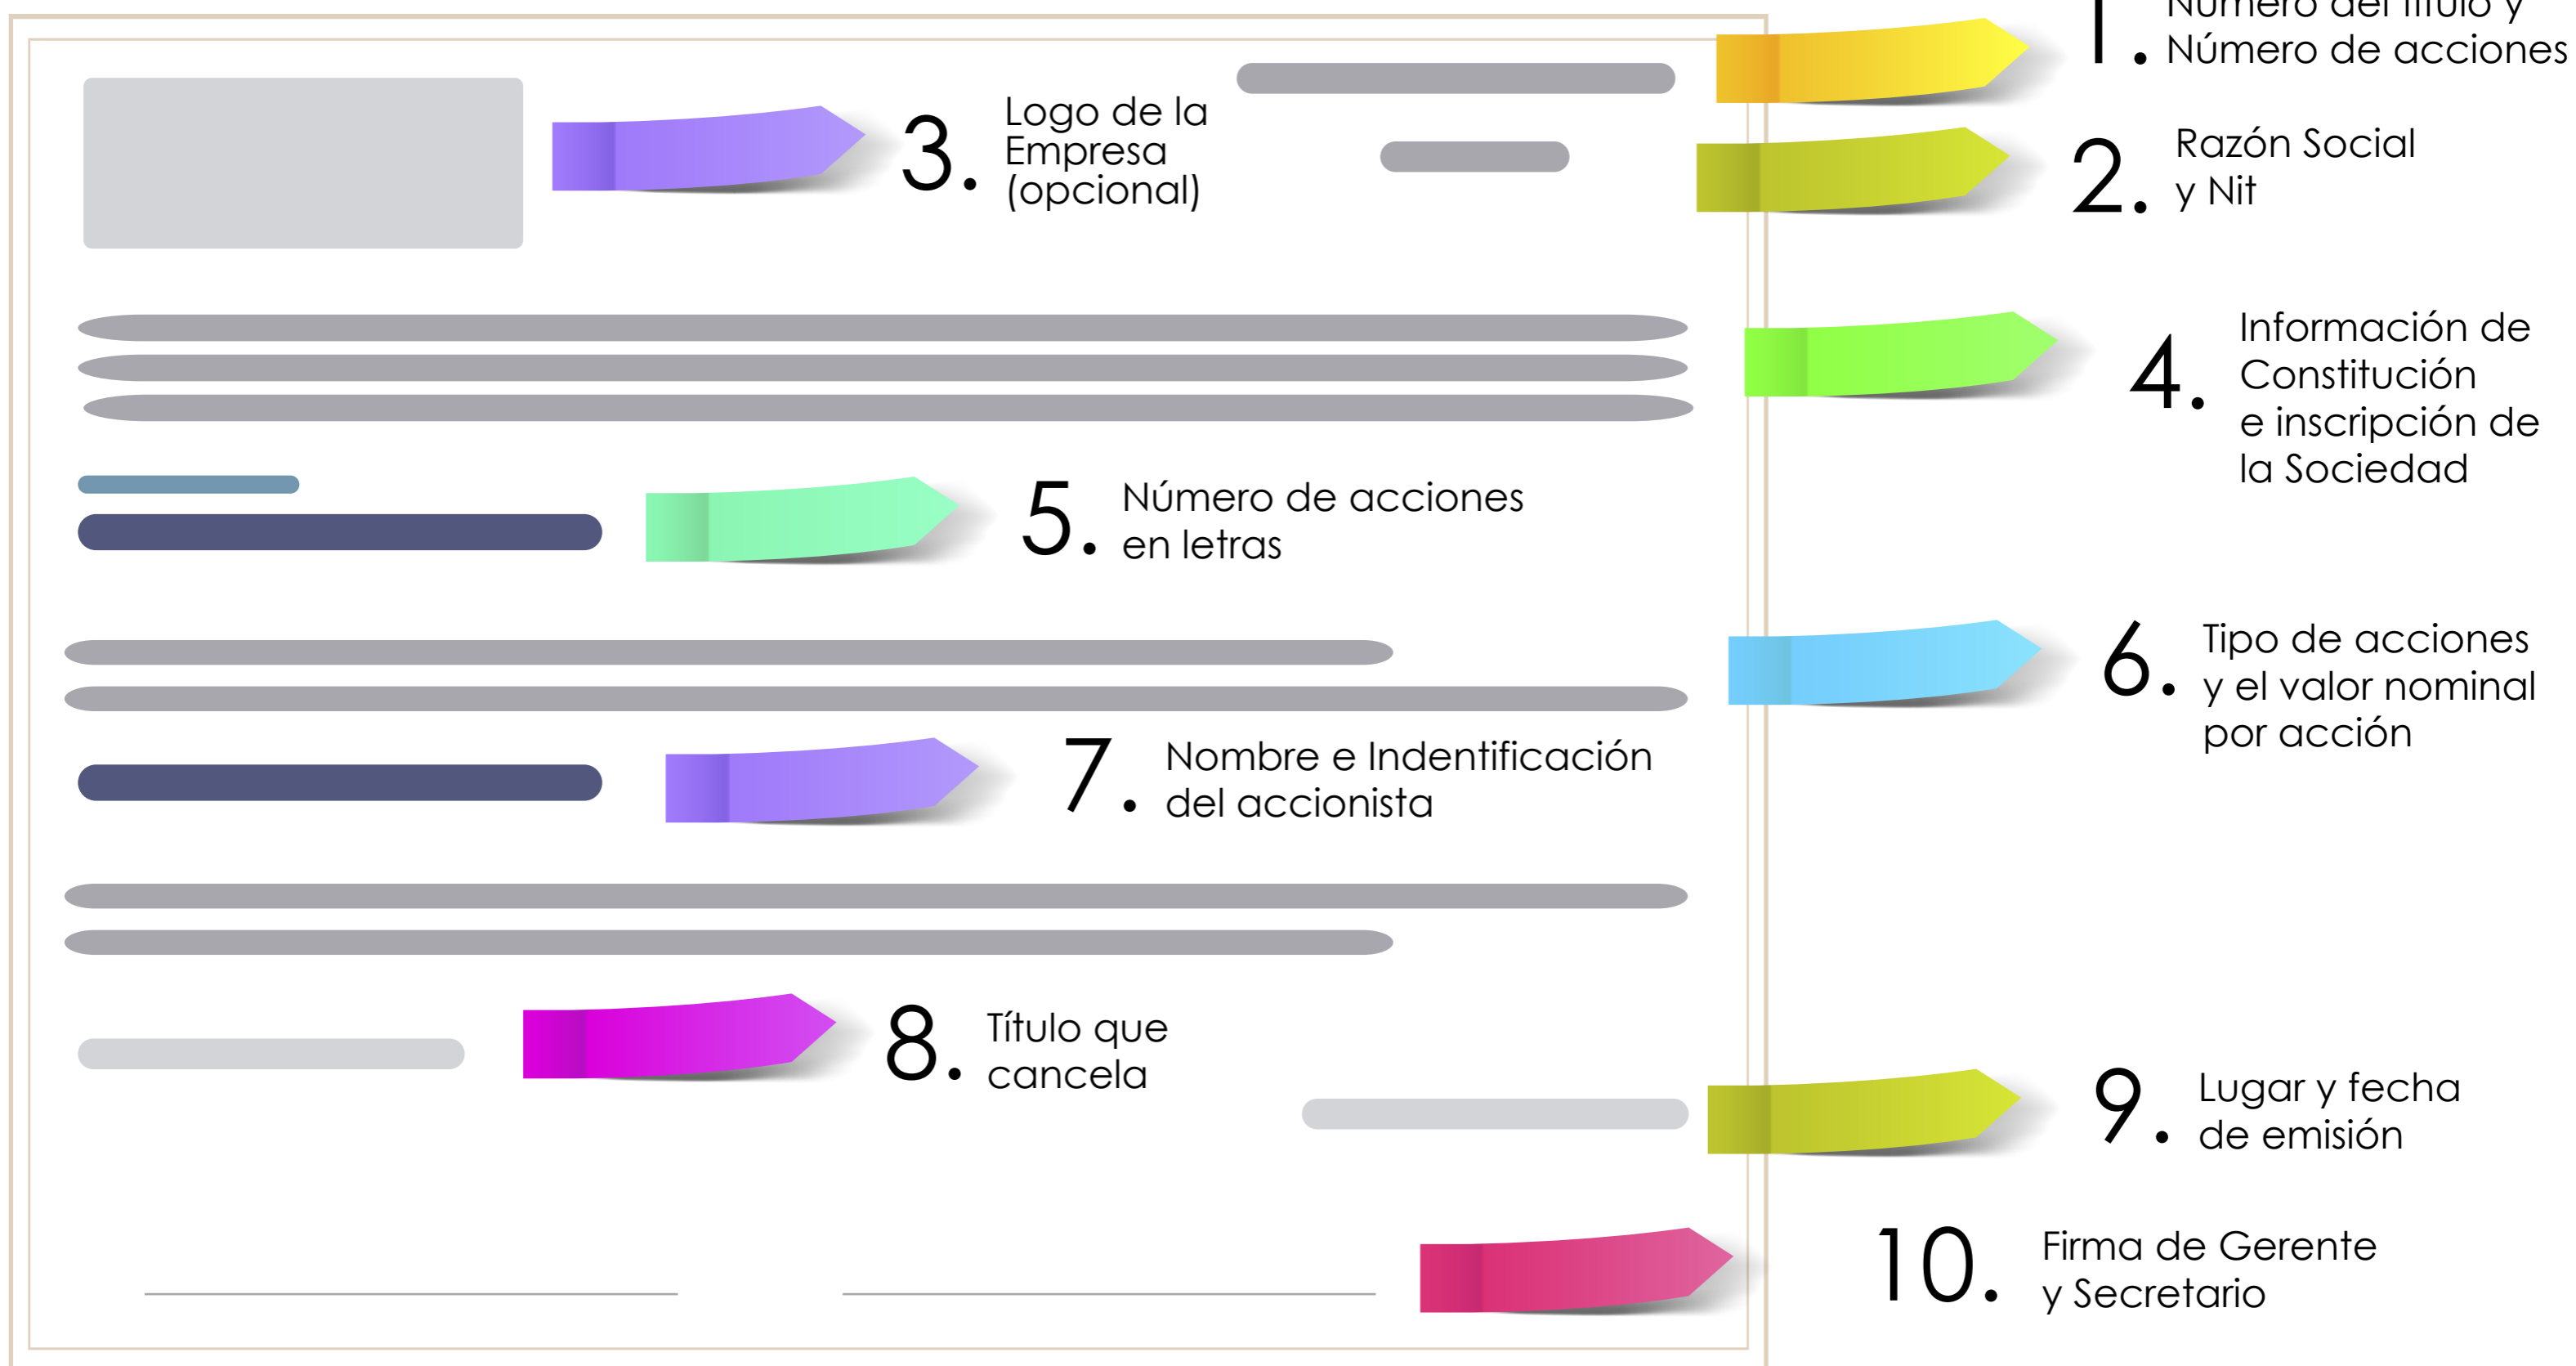 1. Número del título y
Número de acciones
2. Razón Social
y Nit
3. Logo de la
Empresa
(opcional)
4. Información de
Constitución
e inscripción de
la Sociedad
5. Número de acciones
en letras
6. Tipo de acciones
y el valor nominal
por acción
7. Nombre e Indentificación
del accionista
8. Título que
cancela
9. Lugar y fecha
de emisión
10. Firma de Gerente
y Secretario